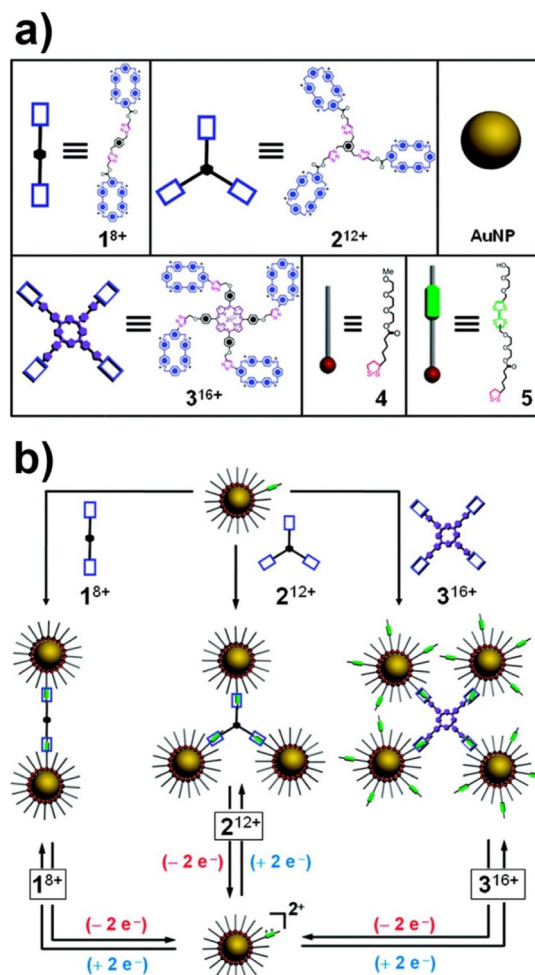 a)
1⁸⁺
2¹²⁺
AuNP
3¹⁶⁺
Me
4
HO
5
b)
1⁸⁺
2¹²⁺
3¹⁶⁺
2¹²⁺
(− 2 e⁻) (+ 2 e⁻)
1⁸⁺
3¹⁶⁺
2+
(− 2 e⁻) (− 2 e⁻)
(+ 2 e⁻) (+ 2 e⁻)